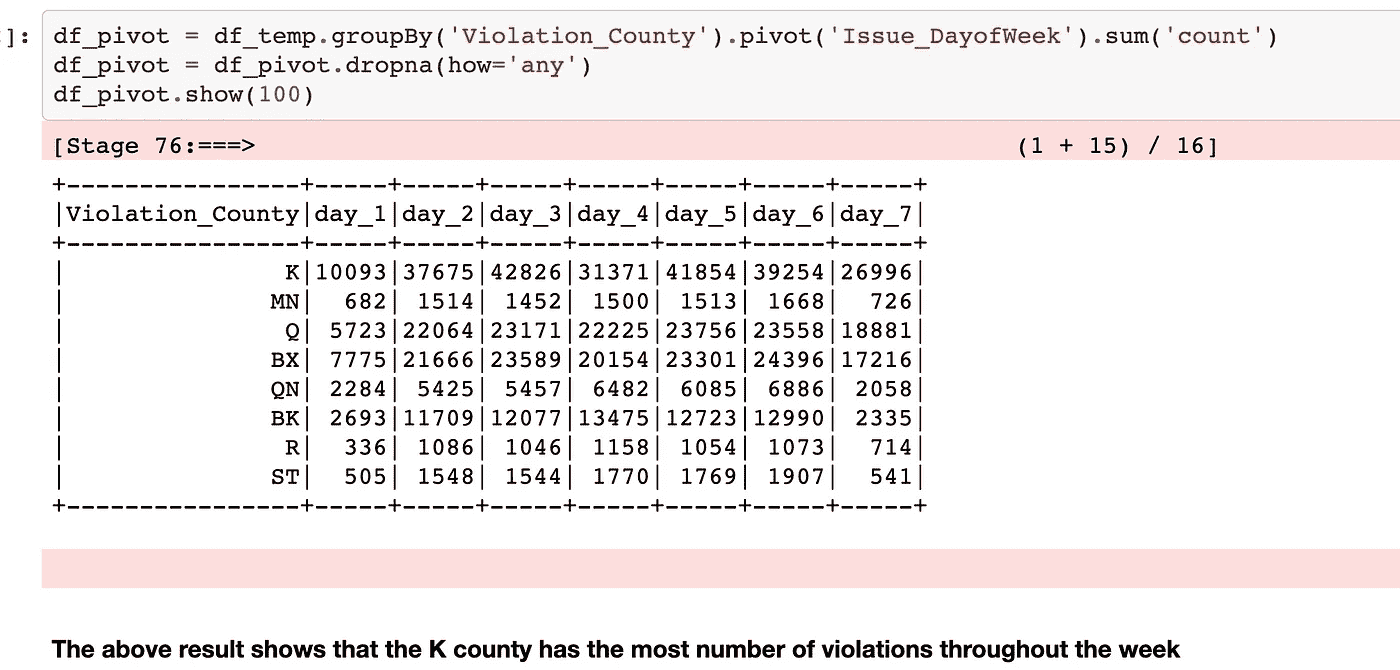 ]: df_pivot = df_temp.groupBy('Violation_County').pivot('Issue_DayofWeek').sum('count')
df_pivot = df_pivot.dropna(how='any')
df_pivot.show(100)
[Stage 76:===>                                                    (1 + 15) / 16]
+----------------+-----+-----+-----+-----+-----+-----+-----+
|Violation_County|day_1|day_2|day_3|day_4|day_5|day_6|day_7|
+----------------+-----+-----+-----+-----+-----+-----+-----+
|               K|10093|37675|42826|31371|41854|39254|26996|
|              MN|  682| 1514| 1452| 1500| 1513| 1668|  726|
|               Q| 5723|22064|23171|22225|23756|23558|18881|
|              BX| 7775|21666|23589|20154|23301|24396|17216|
|              QN| 2284| 5425| 5457| 6482| 6085| 6886| 2058|
|              BK| 2693|11709|12077|13475|12723|12990| 2335|
|               R|  336| 1086| 1046| 1158| 1054| 1073|  714|
|              ST|  505| 1548| 1544| 1770| 1769| 1907|  541|
+----------------+-----+-----+-----+-----+-----+-----+-----+
The above result shows that the K county has the most number of violations throughout the week